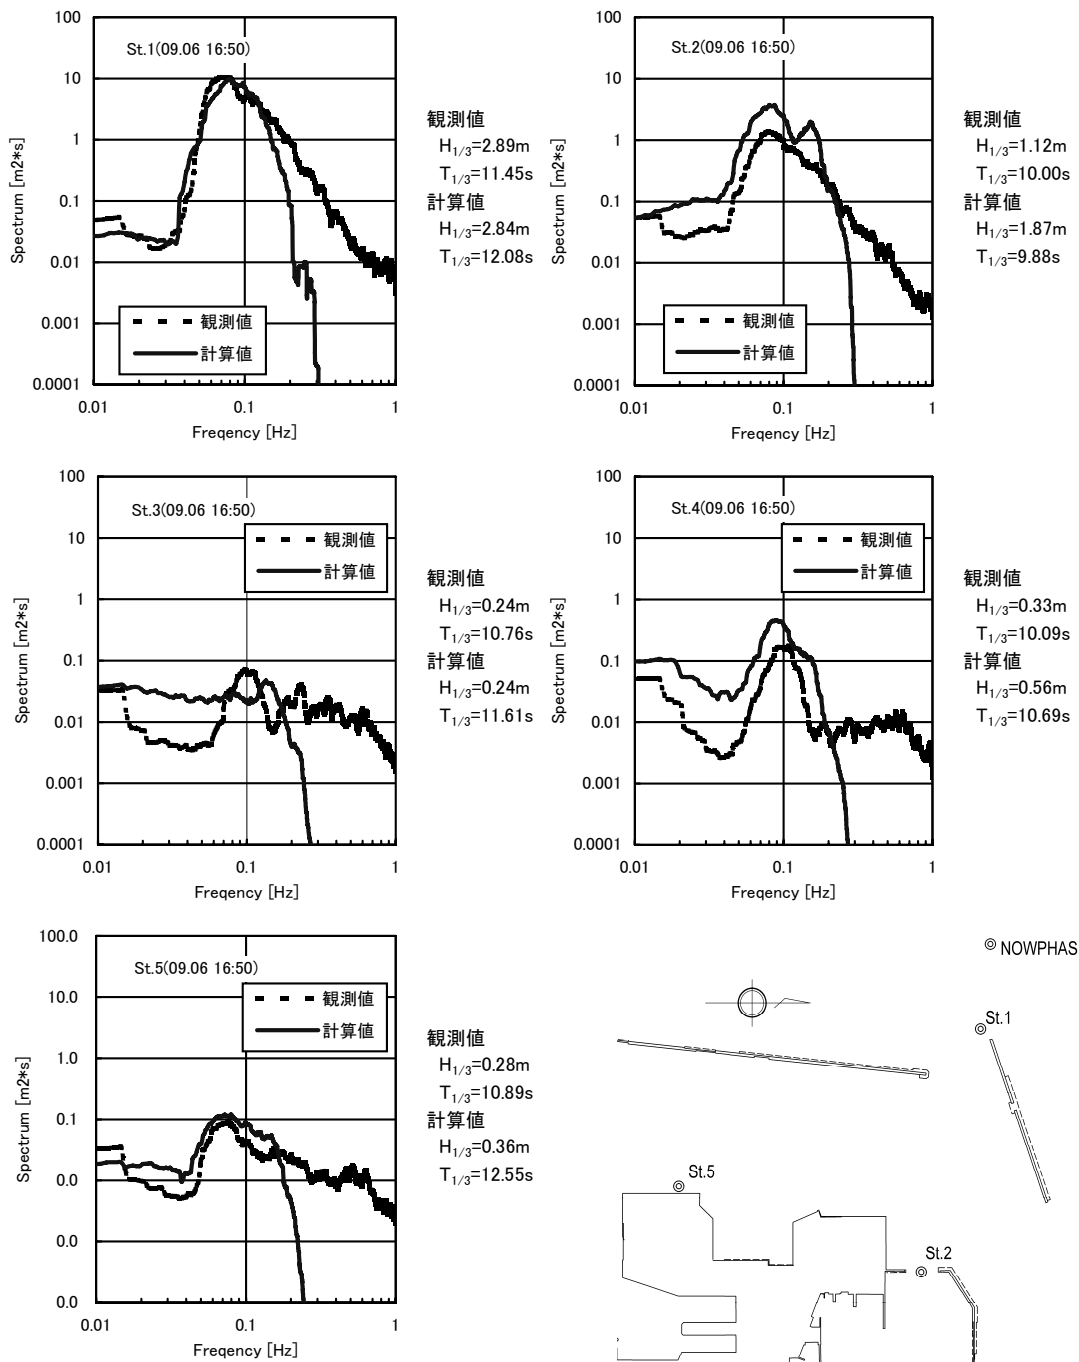 St.1(09.06 16:50)
Spectrum [m2*s]
100
10
1
0.1
0.01
0.001
0.0001
観測値
計算値
0.01
0.1
1
Freqency [Hz]
観測値
H1/3=2.89m
T1/3=11.45s
計算値
H1/3=2.84m
T1/3=12.08s
St.2(09.06 16:50)
Spectrum [m2*s]
100
10
1
0.1
0.01
0.001
0.0001
観測値
計算値
0.01
0.1
1
Freqency [Hz]
観測値
H1/3=1.12m
T1/3=10.00s
計算値
H1/3=1.87m
T1/3=9.88s
St.3(09.06 16:50)
Spectrum [m2*s]
100
10
1
0.1
0.01
0.001
0.0001
観測値
計算値
0.01
0.1
1
Freqency [Hz]
観測値
H1/3=0.24m
T1/3=10.76s
計算値
H1/3=0.24m
T1/3=11.61s
St.4(09.06 16:50)
Spectrum [m2*s]
100
10
1
0.1
0.01
0.001
0.0001
観測値
計算値
0.01
0.1
1
Freqency [Hz]
観測値
H1/3=0.33m
T1/3=10.09s
計算値
H1/3=0.56m
T1/3=10.69s
St.5(09.06 16:50)
Spectrum [m2*s]
100.0
10.0
1.0
0.1
0.0
0.0
0.0
観測値
計算値
0.01
0.1
1
Freqency [Hz]
観測値
H1/3=0.28m
T1/3=10.89s
計算値
H1/3=0.36m
T1/3=12.55s
NOWPHAS
St.1
St.5
St.2